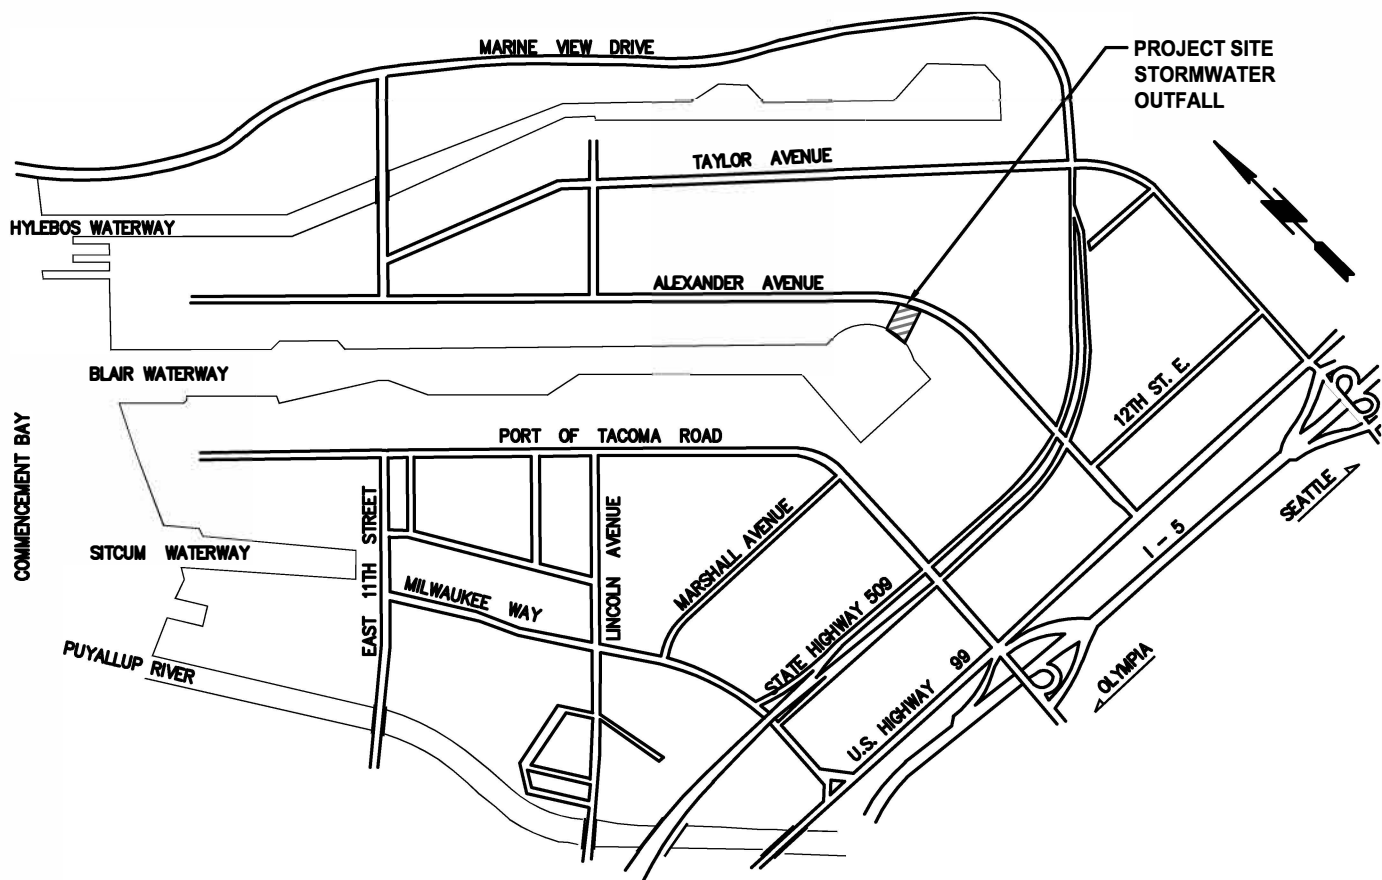 MARINE VIEW DRIVE
PROJECT SITE
STORMWATER
OUTFALL
TAYLOR AVENUE
HYLEBOS WATERWAY
ALEXANDER AVENUE
BLAIR WATERWAY
12TH ST. E.
COMMENCEMENT BAY
PORT OF TACOMA ROAD
EAST 11TH STREET
LINCOLN AVENUE
MARSHALL AVENUE
SEATTLE
I - 5
SITCUM WATERWAY
MILWAUKEE WAY
STATE HIGHWAY 509
PUYALLUP RIVER
U.S. HIGHWAY 99
OLYMPIA